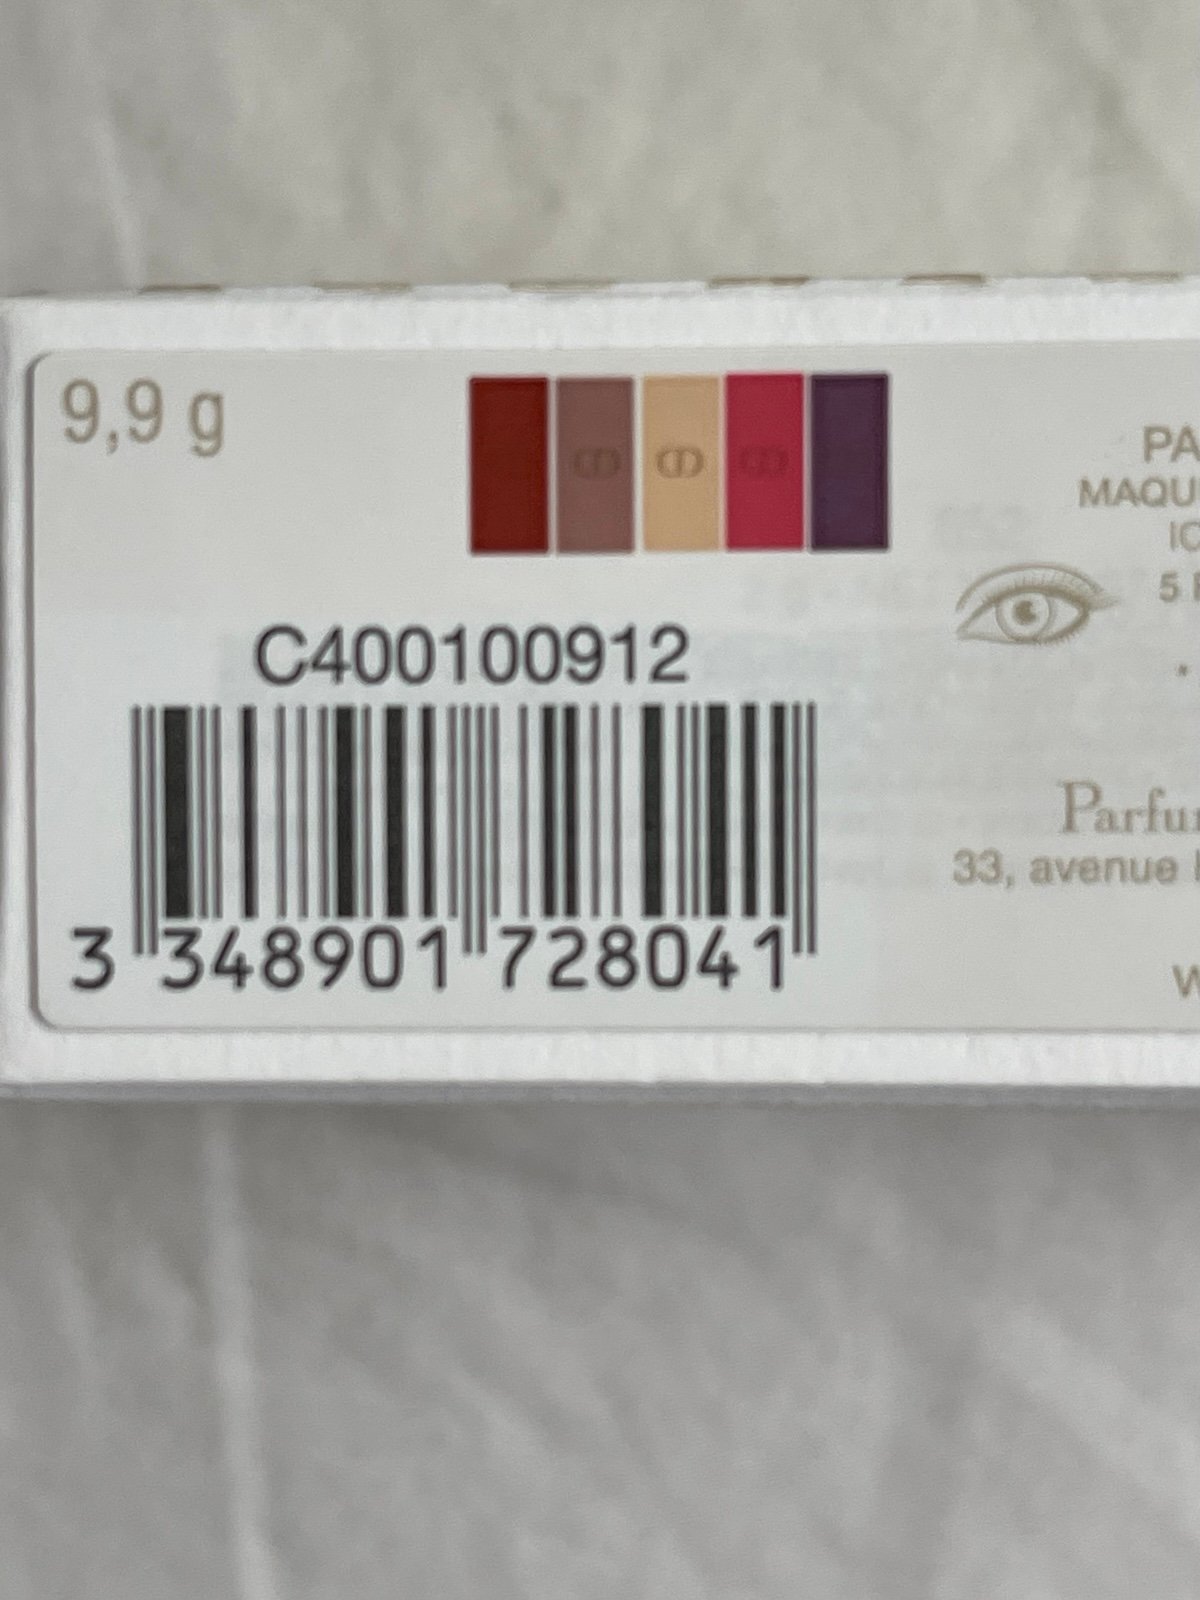 9,9 g
C400100912
3 348901 728041
PA
MAQU
IC
5
Parfu
33, avenue
W